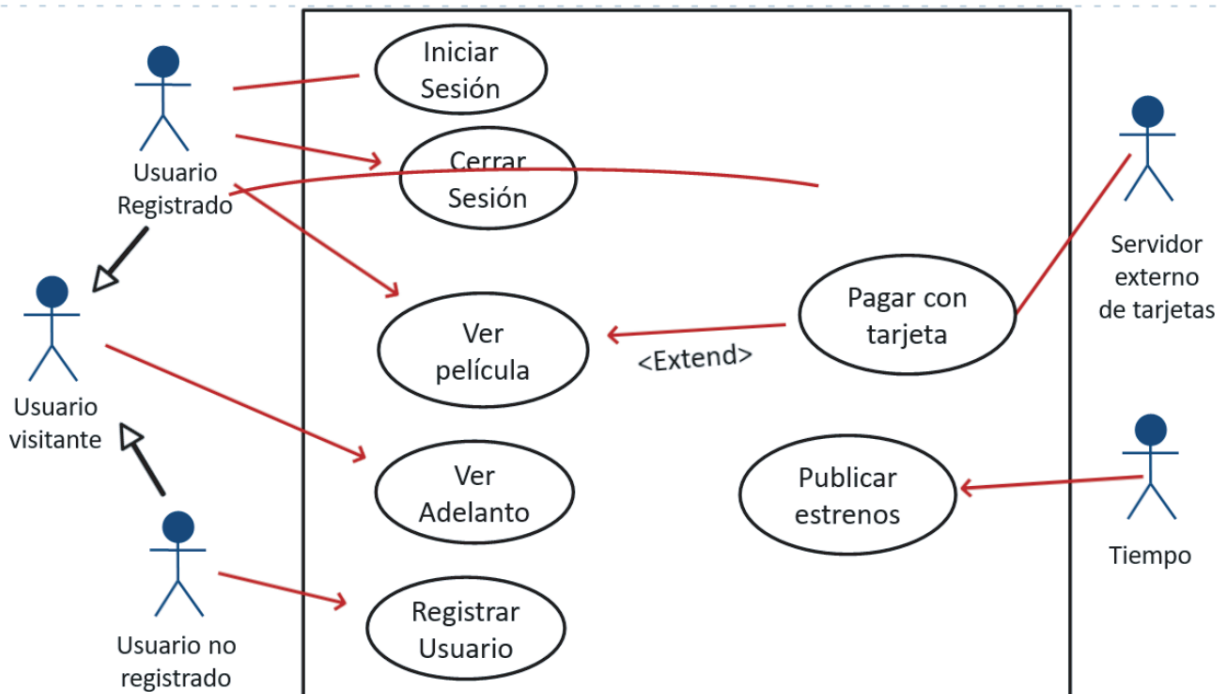 Iniciar
Sesión
Usuario
Registrado
Cerrar
Sesión
Servidor
externo
de tarjetas
Pagar con
tarjeta
Ver
película
<Extend>
Usuario
visitante
Ver
Adelanto
Publicar
estrenos
Tiempo
Registrar
Usuario
Usuario no
registrado